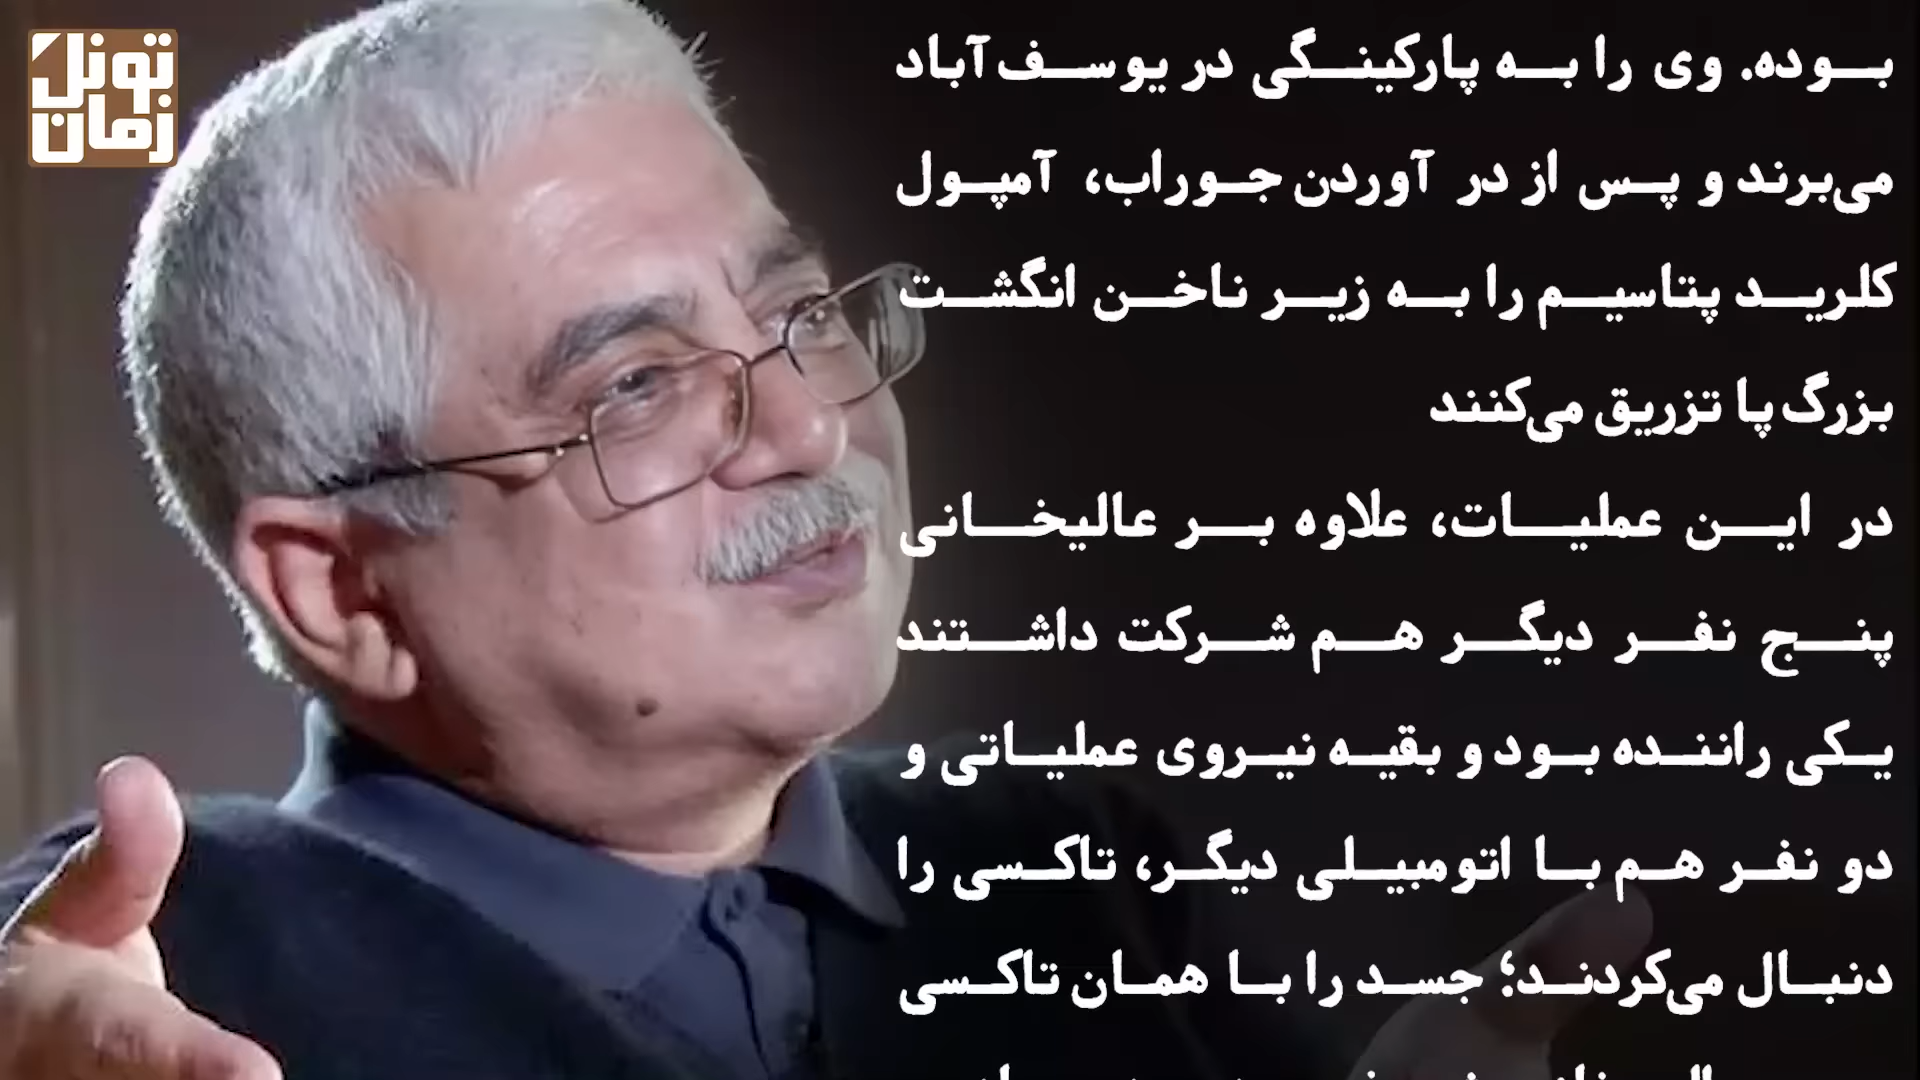 تونل
زمان
بوده. وی را به پارکینگی در یوسف‌آباد
می‌برند و پس از در آوردن جوراب، آمپول
کلرید پتاسیم را به زیر ناخن انگشت
بزرگ پا تزریق می‌کنند
در این عملیات، علاوه بر عالیخانی
پنج نفر دیگر هم شرکت داشتند
یکی راننده بود و بقیه نیروی عملیاتی و
دو نفر هم با اتومبیلی دیگر، تاکسی را
دنبال می‌کردند؛ جسد را با همان تاکسی